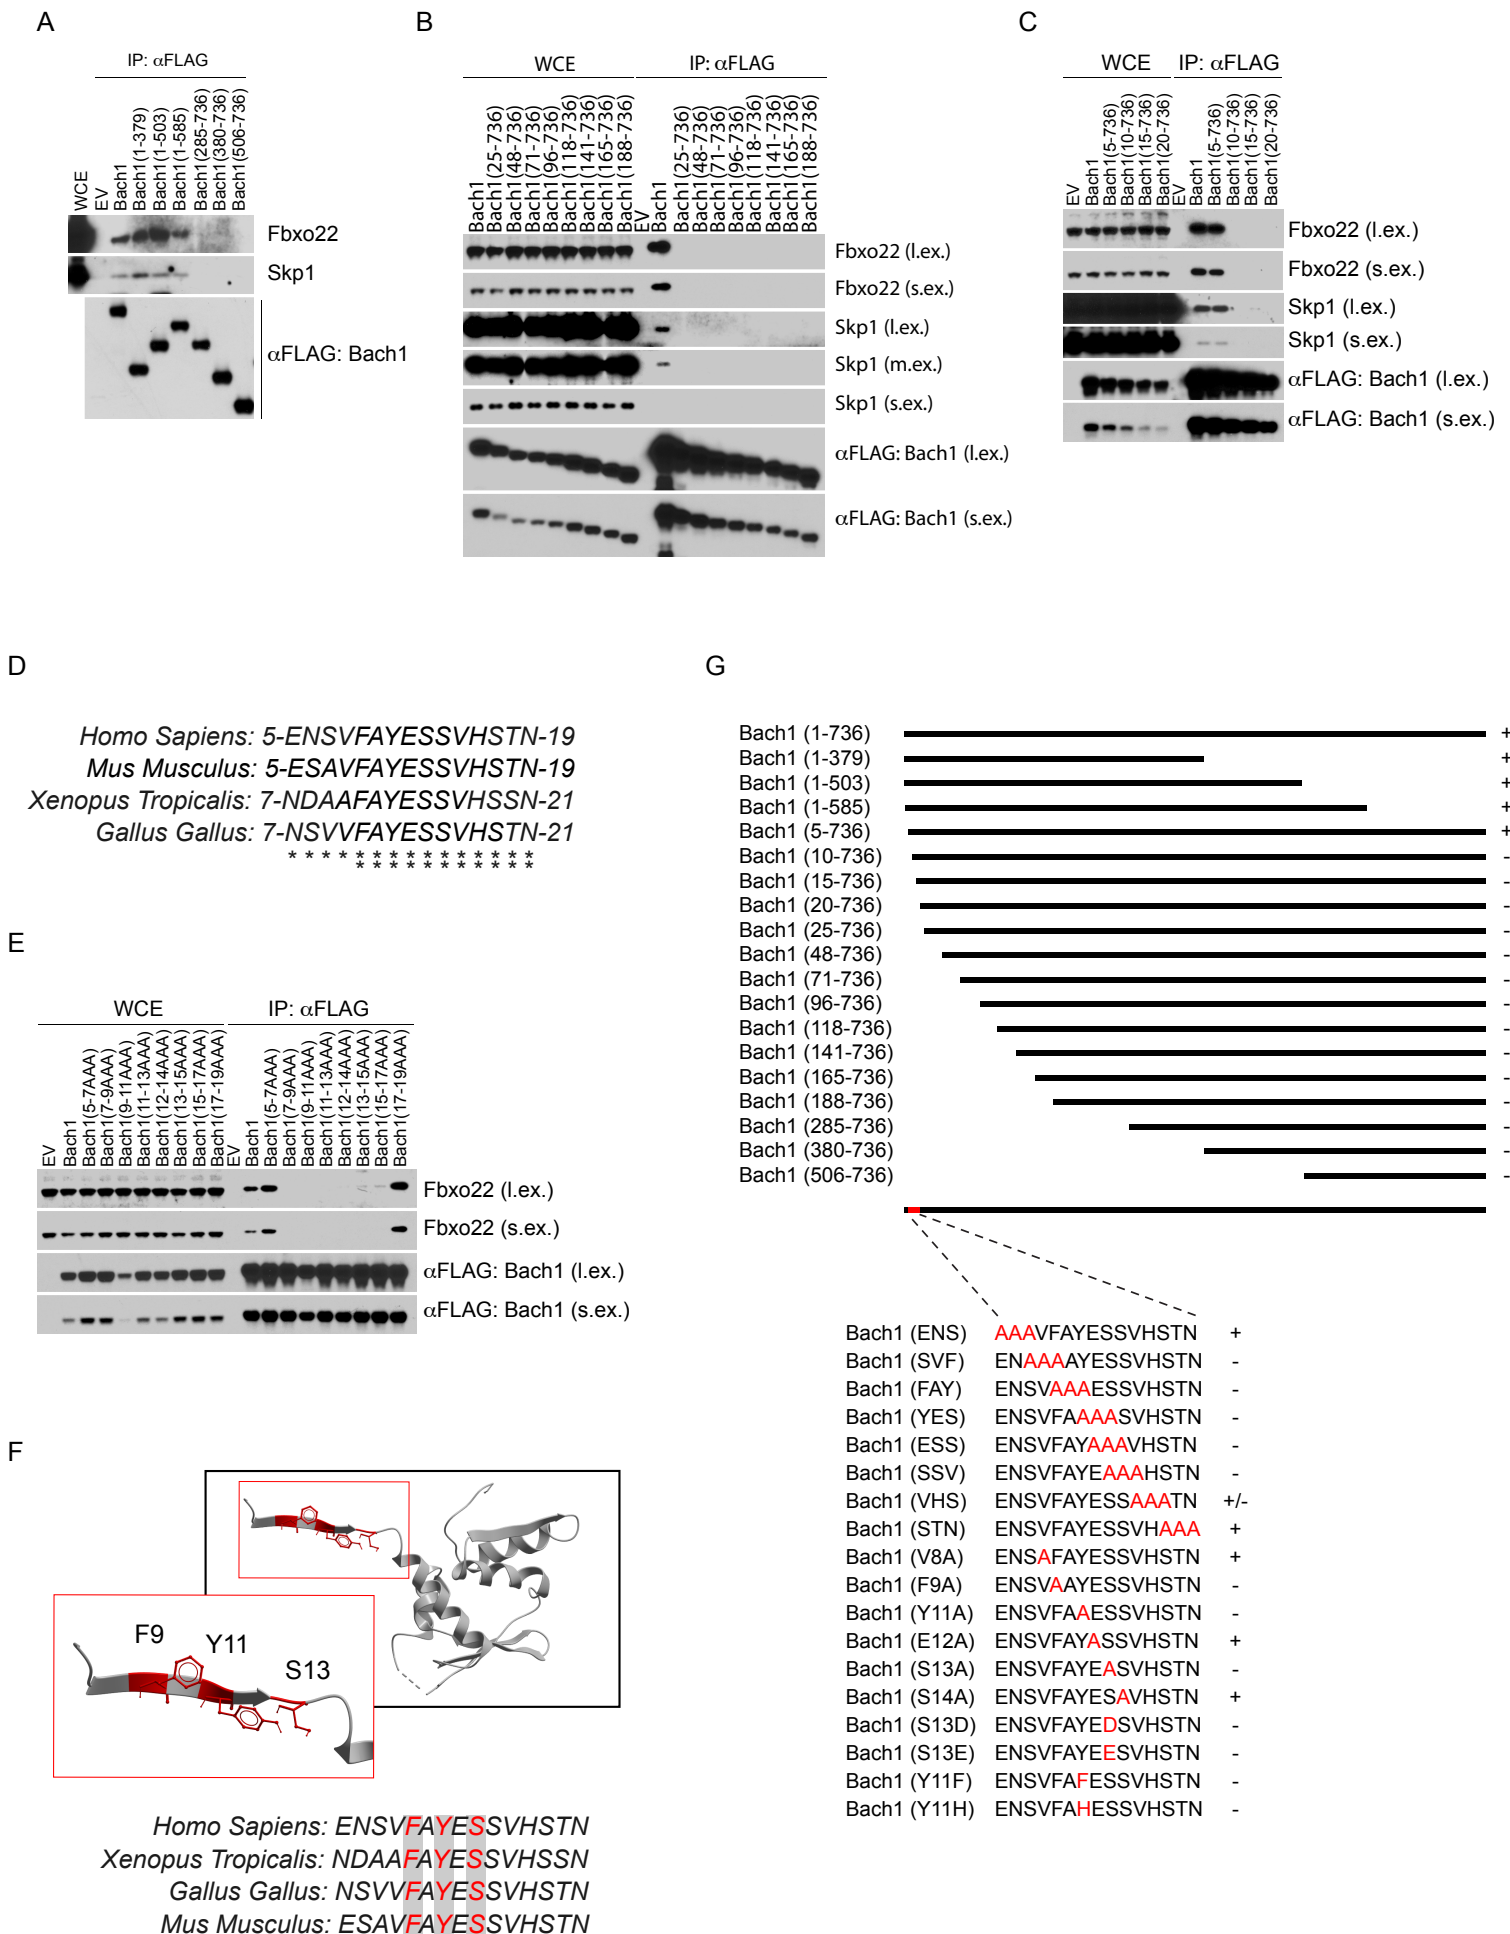 A
IP: αFLAG
WCE
EV
Bach1
Bach1(1-379)
Bach1(1-503)
Bach1(1-585)
Bach1(285-736)
Bach1(380-736)
Bach1(506-736)
Fbxo22
Skp1
αFLAG: Bach1
B
WCE
IP: αFLAG
Bach1
Bach1(25-736)
Bach1(48-736)
Bach1(71-736)
Bach1(96-736)
Bach1(118-736)
Bach1(141-736)
Bach1(165-736)
Bach1(188-736)
EV
Bach1
Bach1(25-736)
Bach1(48-736)
Bach1(71-736)
Bach1(96-736)
Bach1(118-736)
Bach1(141-736)
Bach1(165-736)
Bach1(188-736)
Fbxo22 (l.ex.)
Fbxo22 (s.ex.)
Skp1 (l.ex.)
Skp1 (m.ex.)
Skp1 (s.ex.)
αFLAG: Bach1 (l.ex.)
αFLAG: Bach1 (s.ex.)
C
WCE
IP: αFLAG
EV
Bach1
Bach1(5-736)
Bach1(10-736)
Bach1(15-736)
Bach1(20-736)
EV
Bach1
Bach1(5-736)
Bach1(10-736)
Bach1(15-736)
Bach1(20-736)
Fbxo22 (l.ex.)
Fbxo22 (s.ex.)
Skp1 (l.ex.)
Skp1 (s.ex.)
αFLAG: Bach1 (l.ex.)
αFLAG: Bach1 (s.ex.)
D
Homo Sapiens: 5-ENSVFAYESSVHSTN-19
Mus Musculus: 5-ESAVFAYESSVHSTN-19
Xenopus Tropicalis: 7-NDAAFAYESSVHSSN-21
Gallus Gallus: 7-NSVVFAYESSVHSTN-21
* * * * * * * * * * * * * * *
* * * * * * * * * * *
E
WCE
IP: αFLAG
EV
Bach1
Bach1(5-7AAA)
Bach1(7-9AAA)
Bach1(9-11AAA)
Bach1(11-13AAA)
Bach1(12-14AAA)
Bach1(13-15AAA)
Bach1(15-17AAA)
Bach1(17-19AAA)
EV
Bach1
Bach1(5-7AAA)
Bach1(7-9AAA)
Bach1(9-11AAA)
Bach1(11-13AAA)
Bach1(12-14AAA)
Bach1(13-15AAA)
Bach1(15-17AAA)
Bach1(17-19AAA)
Fbxo22 (l.ex.)
Fbxo22 (s.ex.)
αFLAG: Bach1 (l.ex.)
αFLAG: Bach1 (s.ex.)
F
F9
Y11
S13
Homo Sapiens: ENSVFAYESSVHSTN
Xenopus Tropicalis: NDAAFAYESSVHSSN
Gallus Gallus: NSVVFAYESSVHSTN
Mus Musculus: ESAVFAYESSVHSTN
G
Bach1 (1-736) +
Bach1 (1-379) +
Bach1 (1-503) +
Bach1 (1-585) +
Bach1 (5-736) +
Bach1 (10-736) -
Bach1 (15-736) -
Bach1 (20-736) -
Bach1 (25-736) -
Bach1 (48-736) -
Bach1 (71-736) -
Bach1 (96-736) -
Bach1 (118-736) -
Bach1 (141-736) -
Bach1 (165-736) -
Bach1 (188-736) -
Bach1 (285-736) -
Bach1 (380-736) -
Bach1 (506-736) -
Bach1 (ENS) AAAVFAYESSVHSTN +
Bach1 (SVF) ENAAAAYESSVHSTN -
Bach1 (FAY) ENSVAAAESSVHSTN -
Bach1 (YES) ENSVFAAAASVHSTN -
Bach1 (ESS) ENSVFAYAAAVHSTN -
Bach1 (SSV) ENSVFAYEAAAHSTN -
Bach1 (VHS) ENSVFAYESSAAATN +/-
Bach1 (STN) ENSVFAYESSVHAAA +
Bach1 (V8A) ENSAFAYESSVHSTN +
Bach1 (F9A) ENSVAAYESSVHSTN -
Bach1 (Y11A) ENSVFAAESSVHSTN -
Bach1 (E12A) ENSVFAYASSVHSTN +
Bach1 (S13A) ENSVFAYEASVHSTN -
Bach1 (S14A) ENSVFAYESAVHSTN +
Bach1 (S13D) ENSVFAYEDSVHSTN -
Bach1 (S13E) ENSVFAYEESVHSTN -
Bach1 (Y11F) ENSVFAFESSVHSTN -
Bach1 (Y11H) ENSVFAHESSVHSTN -